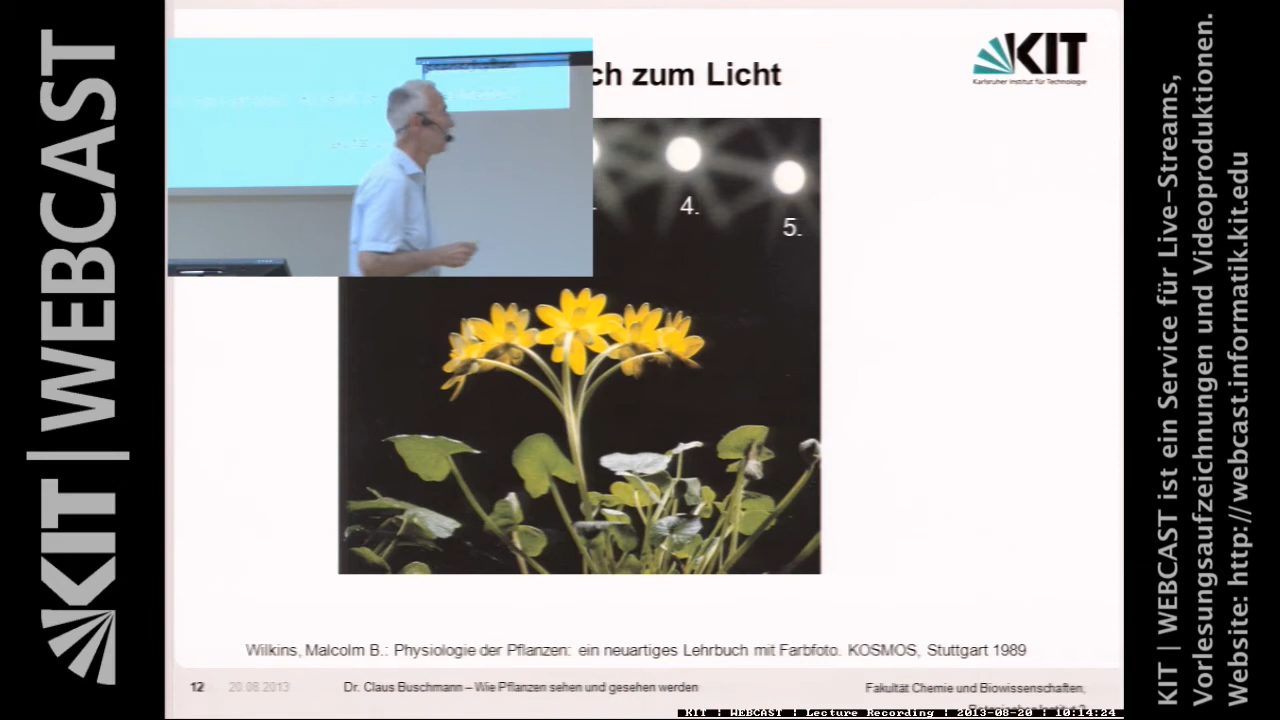 KIT | WEBCAST
ch zum Licht
KIT
Karlsruher Institut für Technologie
4.
5.
Wilkins, Malcolm B.: Physiologie der Pflanzen: ein neuartiges Lehrbuch mit Farbfoto. KOSMOS, Stuttgart 1989
12 20.08.2013 Dr. Claus Buschmann – Wie Pflanzen sehen und gesehen werden
Fakultät Chemie und Biowissenschaften,
KIT : WEBCAST : Lecture Recording : 2013-08-20 : 10:14:24
KIT | WEBCAST ist ein Service für Live-Streams,
Vorlesungsaufzeichnungen und Videoproduktionen.
Website: http://webcast.informatik.kit.edu